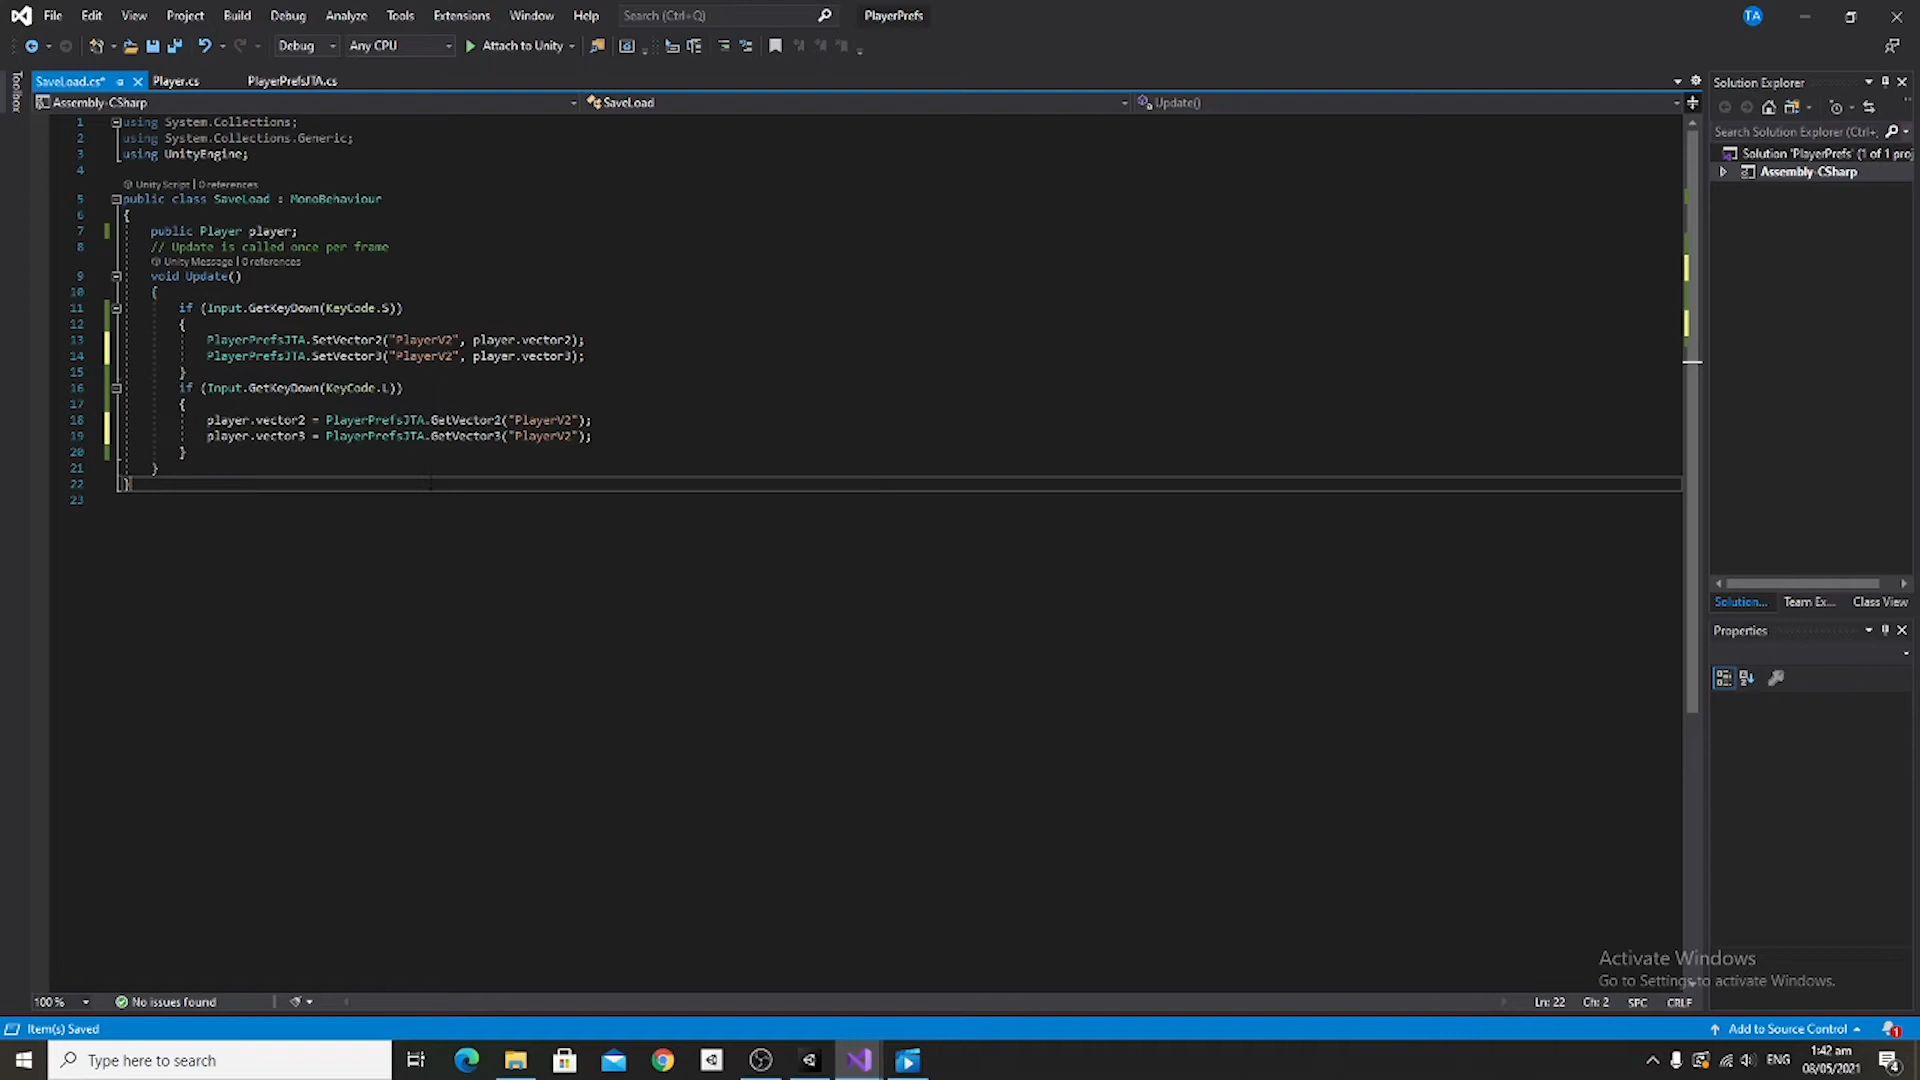 File Edit View Project Build Debug Analyze Tools Extensions Window Help Search (Ctrl+Q) PlayerPrefs TA
Debug Any CPU Attach to Unity
Toolbox
SaveLoad.cs* Player.cs PlayerPrefsJTA.cs
Assembly-CSharp SaveLoad Update()
1 using System.Collections;
2 using System.Collections.Generic;
3 using UnityEngine;
4
Unity Script | 0 references
5 public class SaveLoad : MonoBehaviour
6 {
7 public Player player;
8 // Update is called once per frame
Unity Message | 0 references
9 void Update()
10 {
11 if (Input.GetKeyDown(KeyCode.S))
12 {
13 PlayerPrefsJTA.SetVector2("PlayerV2", player.vector2);
14 PlayerPrefsJTA.SetVector3("PlayerV2", player.vector3);
15 }
16 if (Input.GetKeyDown(KeyCode.L))
17 {
18 player.vector2 = PlayerPrefsJTA.GetVector2("PlayerV2");
19 player.vector3 = PlayerPrefsJTA.GetVector3("PlayerV2");
20 }
21 }
22 }
23
Solution Explorer
Search Solution Explorer (Ctrl+;
Solution 'PlayerPrefs' (1 of 1 proj
Assembly-CSharp
Solution... Team Ex... Class View
Properties
Activate Windows
Go to Settings to activate Windows.
100 % No issues found Ln: 22 Ch: 2 SPC CRLF
Item(s) Saved Add to Source Control 1
Type here to search ENG 1:42 am
08/05/2021 4